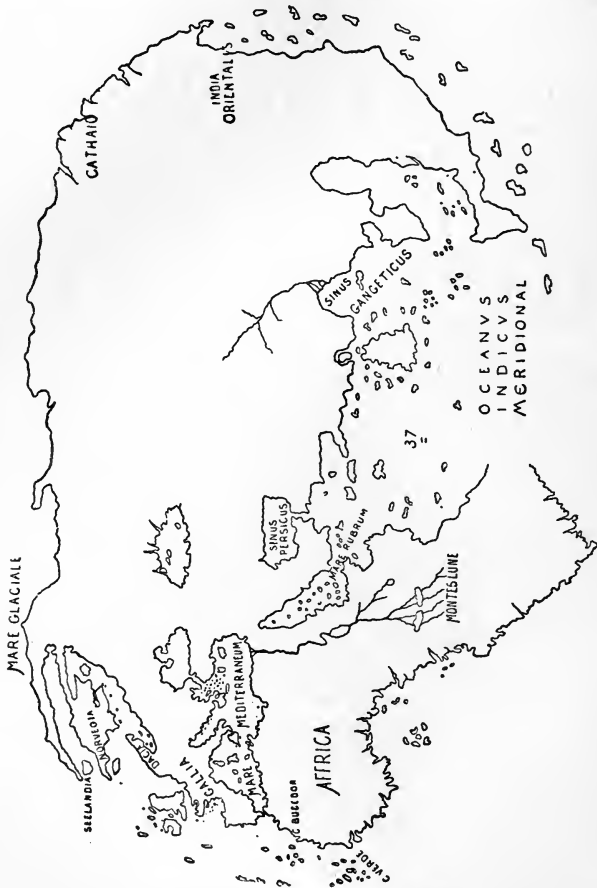 MARE GLACIALE
CATHAIO
INDIA
ORIENTALIS
SEELANDIA
NORVEGIA
DACIA
GALLIA
SINUS
GANGETICUS
SINUS
PERSICUS
MARE RUBRUM
MARE MEDITERRANEUM
C BUGEDOR
C VERDE
AFFRICA
MONTES LUNE
37
OCEANVS
INDICVS
MERIDIONAL